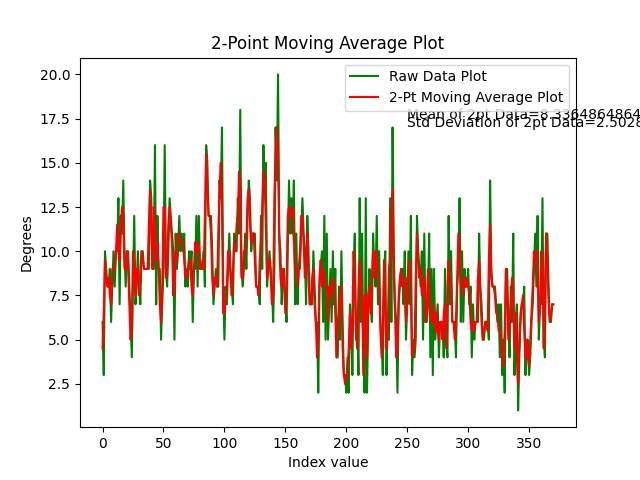 2-Point Moving Average Plot
Raw Data Plot
2-Pt Moving Average Plot
Mean of 2pt Data=8.3364864864
Std Deviation of 2pt Data=2.5028
20.0
17.5
15.0
12.5
10.0
7.5
5.0
2.5
Degrees
0 50 100 150 200 250 300 350
Index value